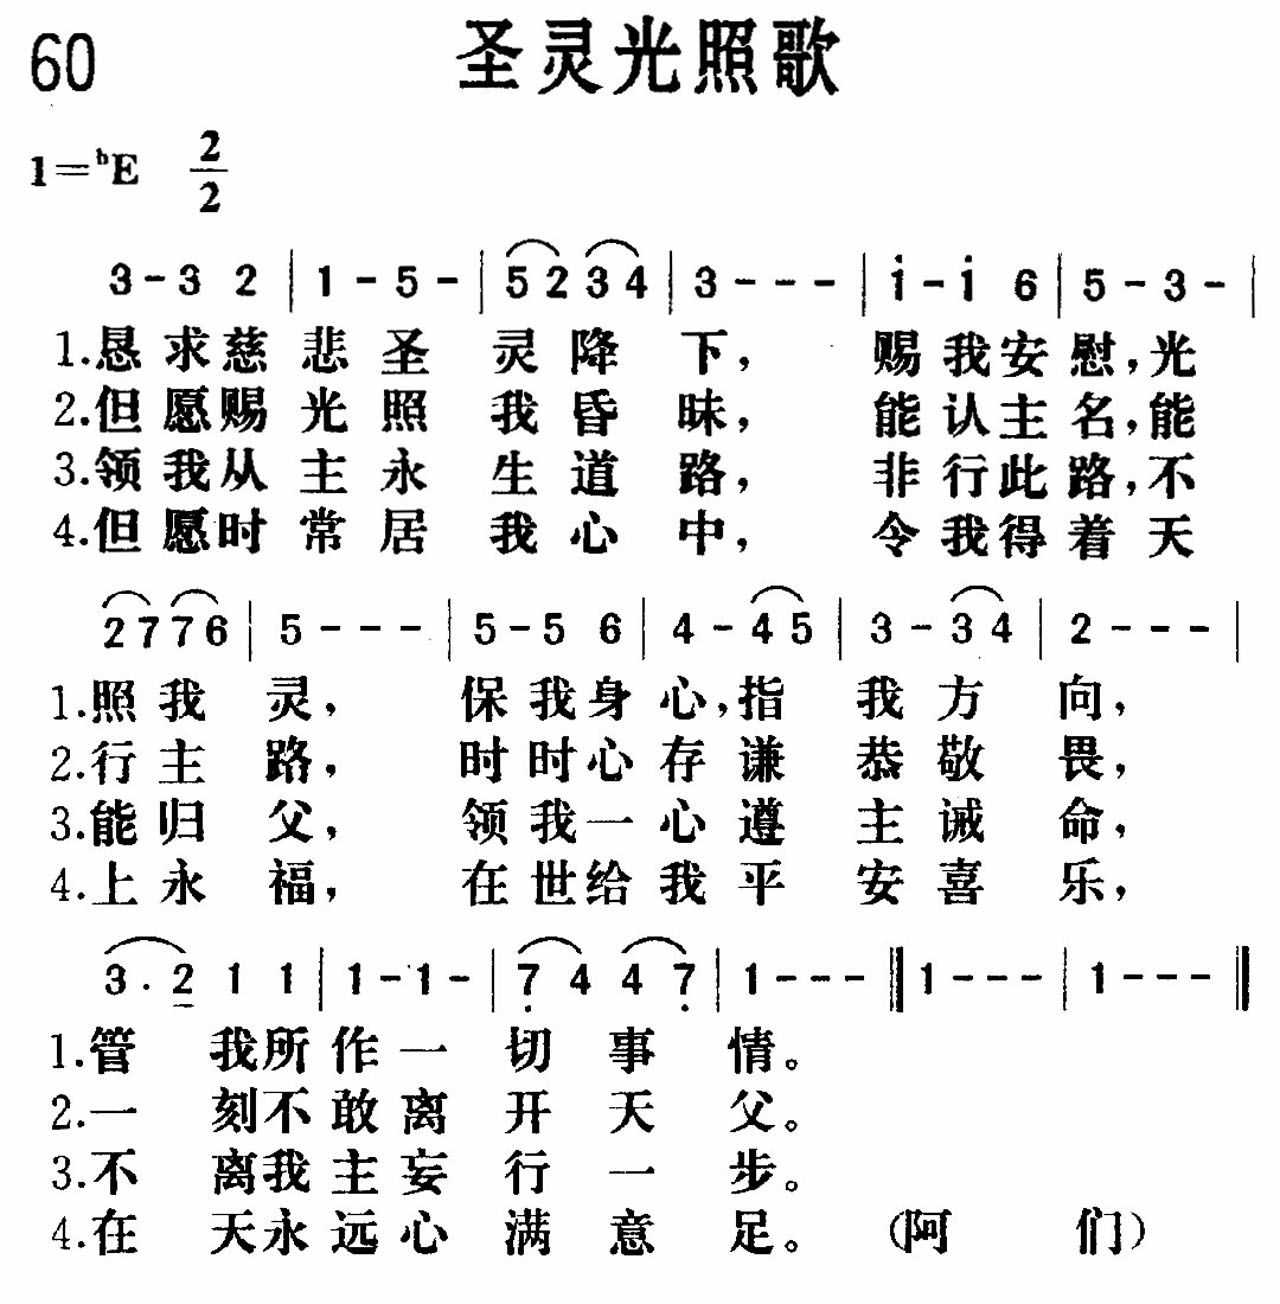 60
圣灵光照歌
1=♭E 2/2
3-3 2 | 1-5- | 5 2 3 4 | 3--- | i-i 6 | 5-3- |
1.恳求慈悲圣灵降下，赐我安慰，光
2.但愿赐光照我昏昧，能认主名，能
3.领我从主永生道路，非行此路，不
4.但愿时常居我心中，令我得着天
2 7 7 6 | 5--- | 5-5 6 | 4-4 5 | 3-3 4 | 2--- |
1.照我灵，保我身心，指我方向，
2.行主路，时时心存谦恭敬畏，
3.能归父，领我一心遵主诫命，
4.上永福，在世给我平安喜乐，
3. 2 1 1 | 1-1- | 7 4 4 7 | 1--- ‖ 1--- | 1--- ‖
1.管我所作一切事情。
2.一刻不敢离开天父。
3.不离我主妄行一步。
4.在天永远心满意足。（阿们）